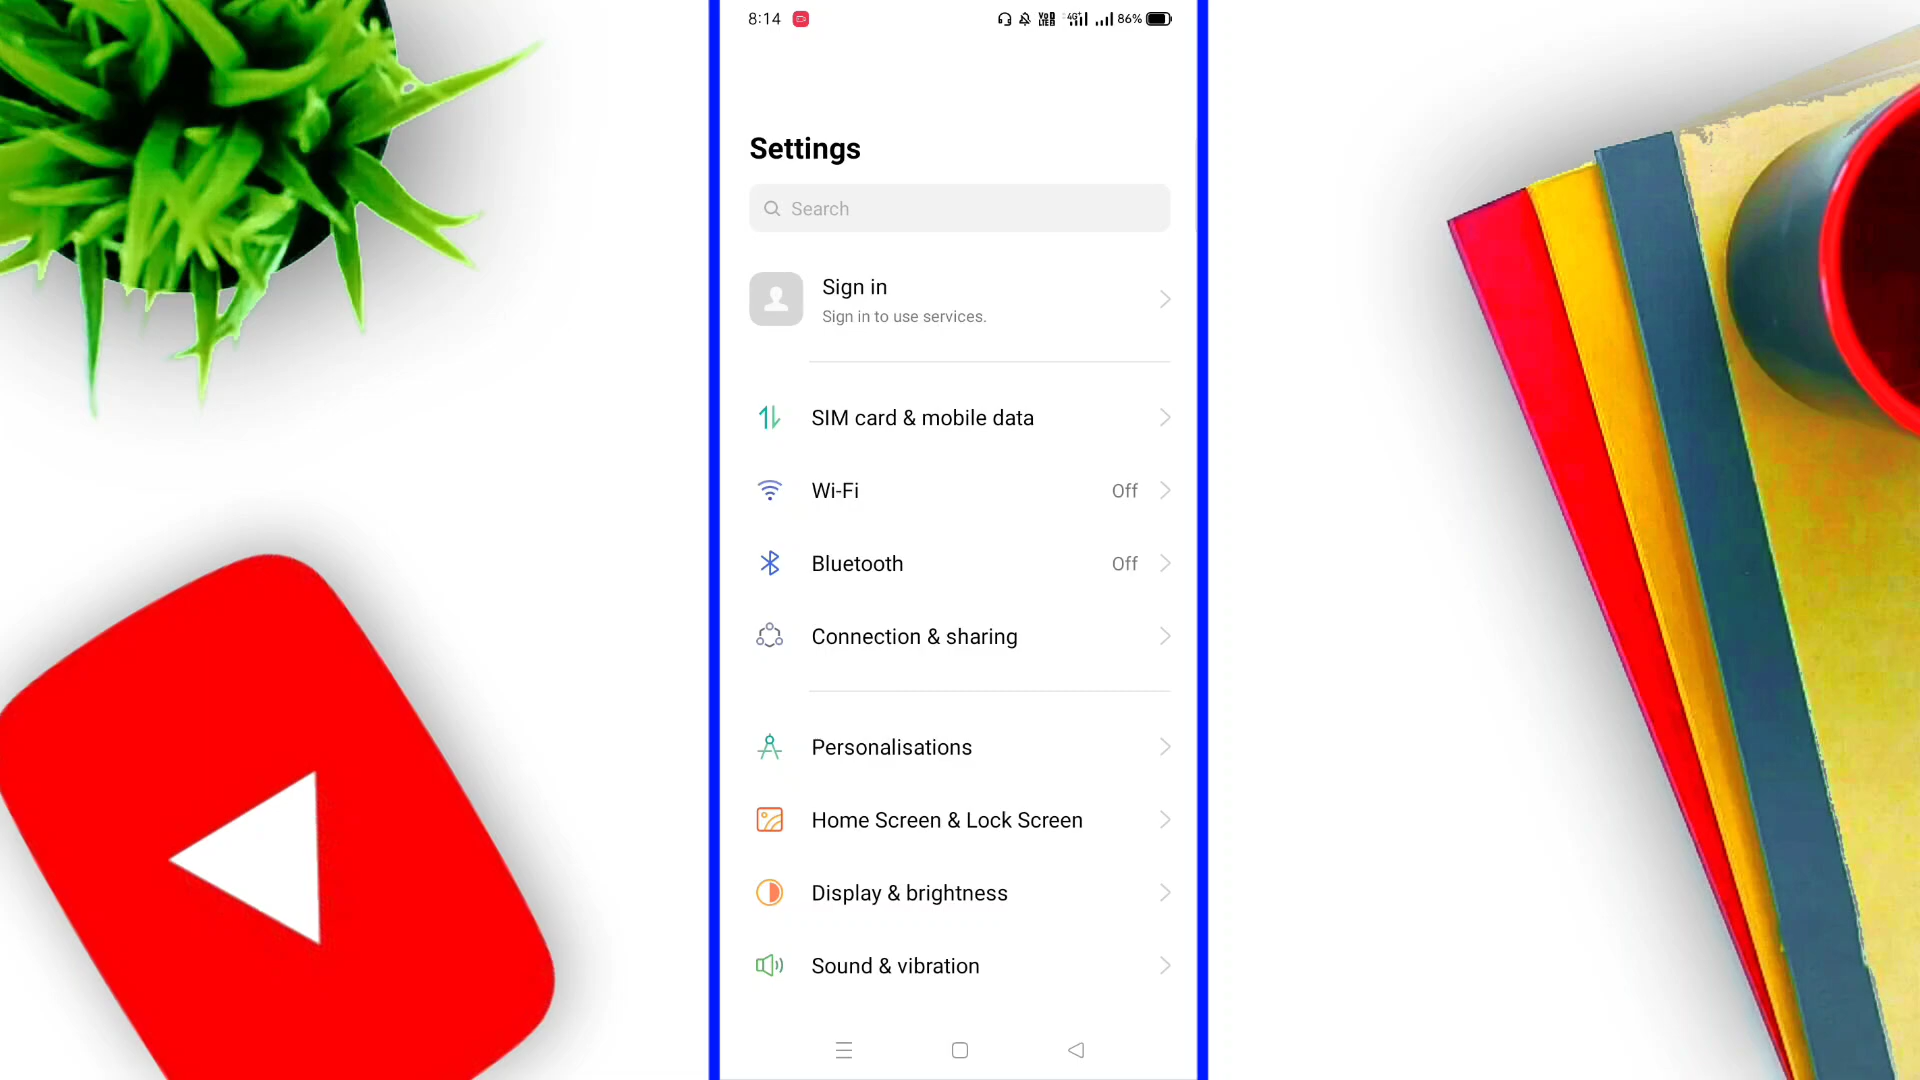 8:14
4G+ 86%
Settings
Search
Sign in
Sign in to use services.
SIM card & mobile data
Wi-Fi Off
Bluetooth Off
Connection & sharing
Personalisations
Home Screen & Lock Screen
Display & brightness
Sound & vibration